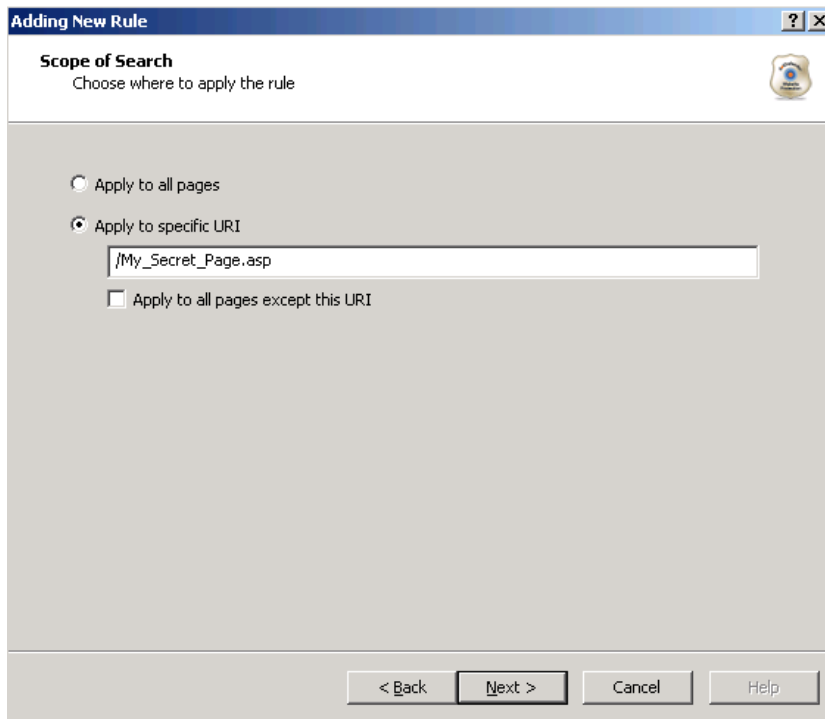 Adding New Rule
Scope of Search
Choose where to apply the rule
Apply to all pages
Apply to specific URI
/My_Secret_Page.asp
Apply to all pages except this URI
< Back Next > Cancel Help